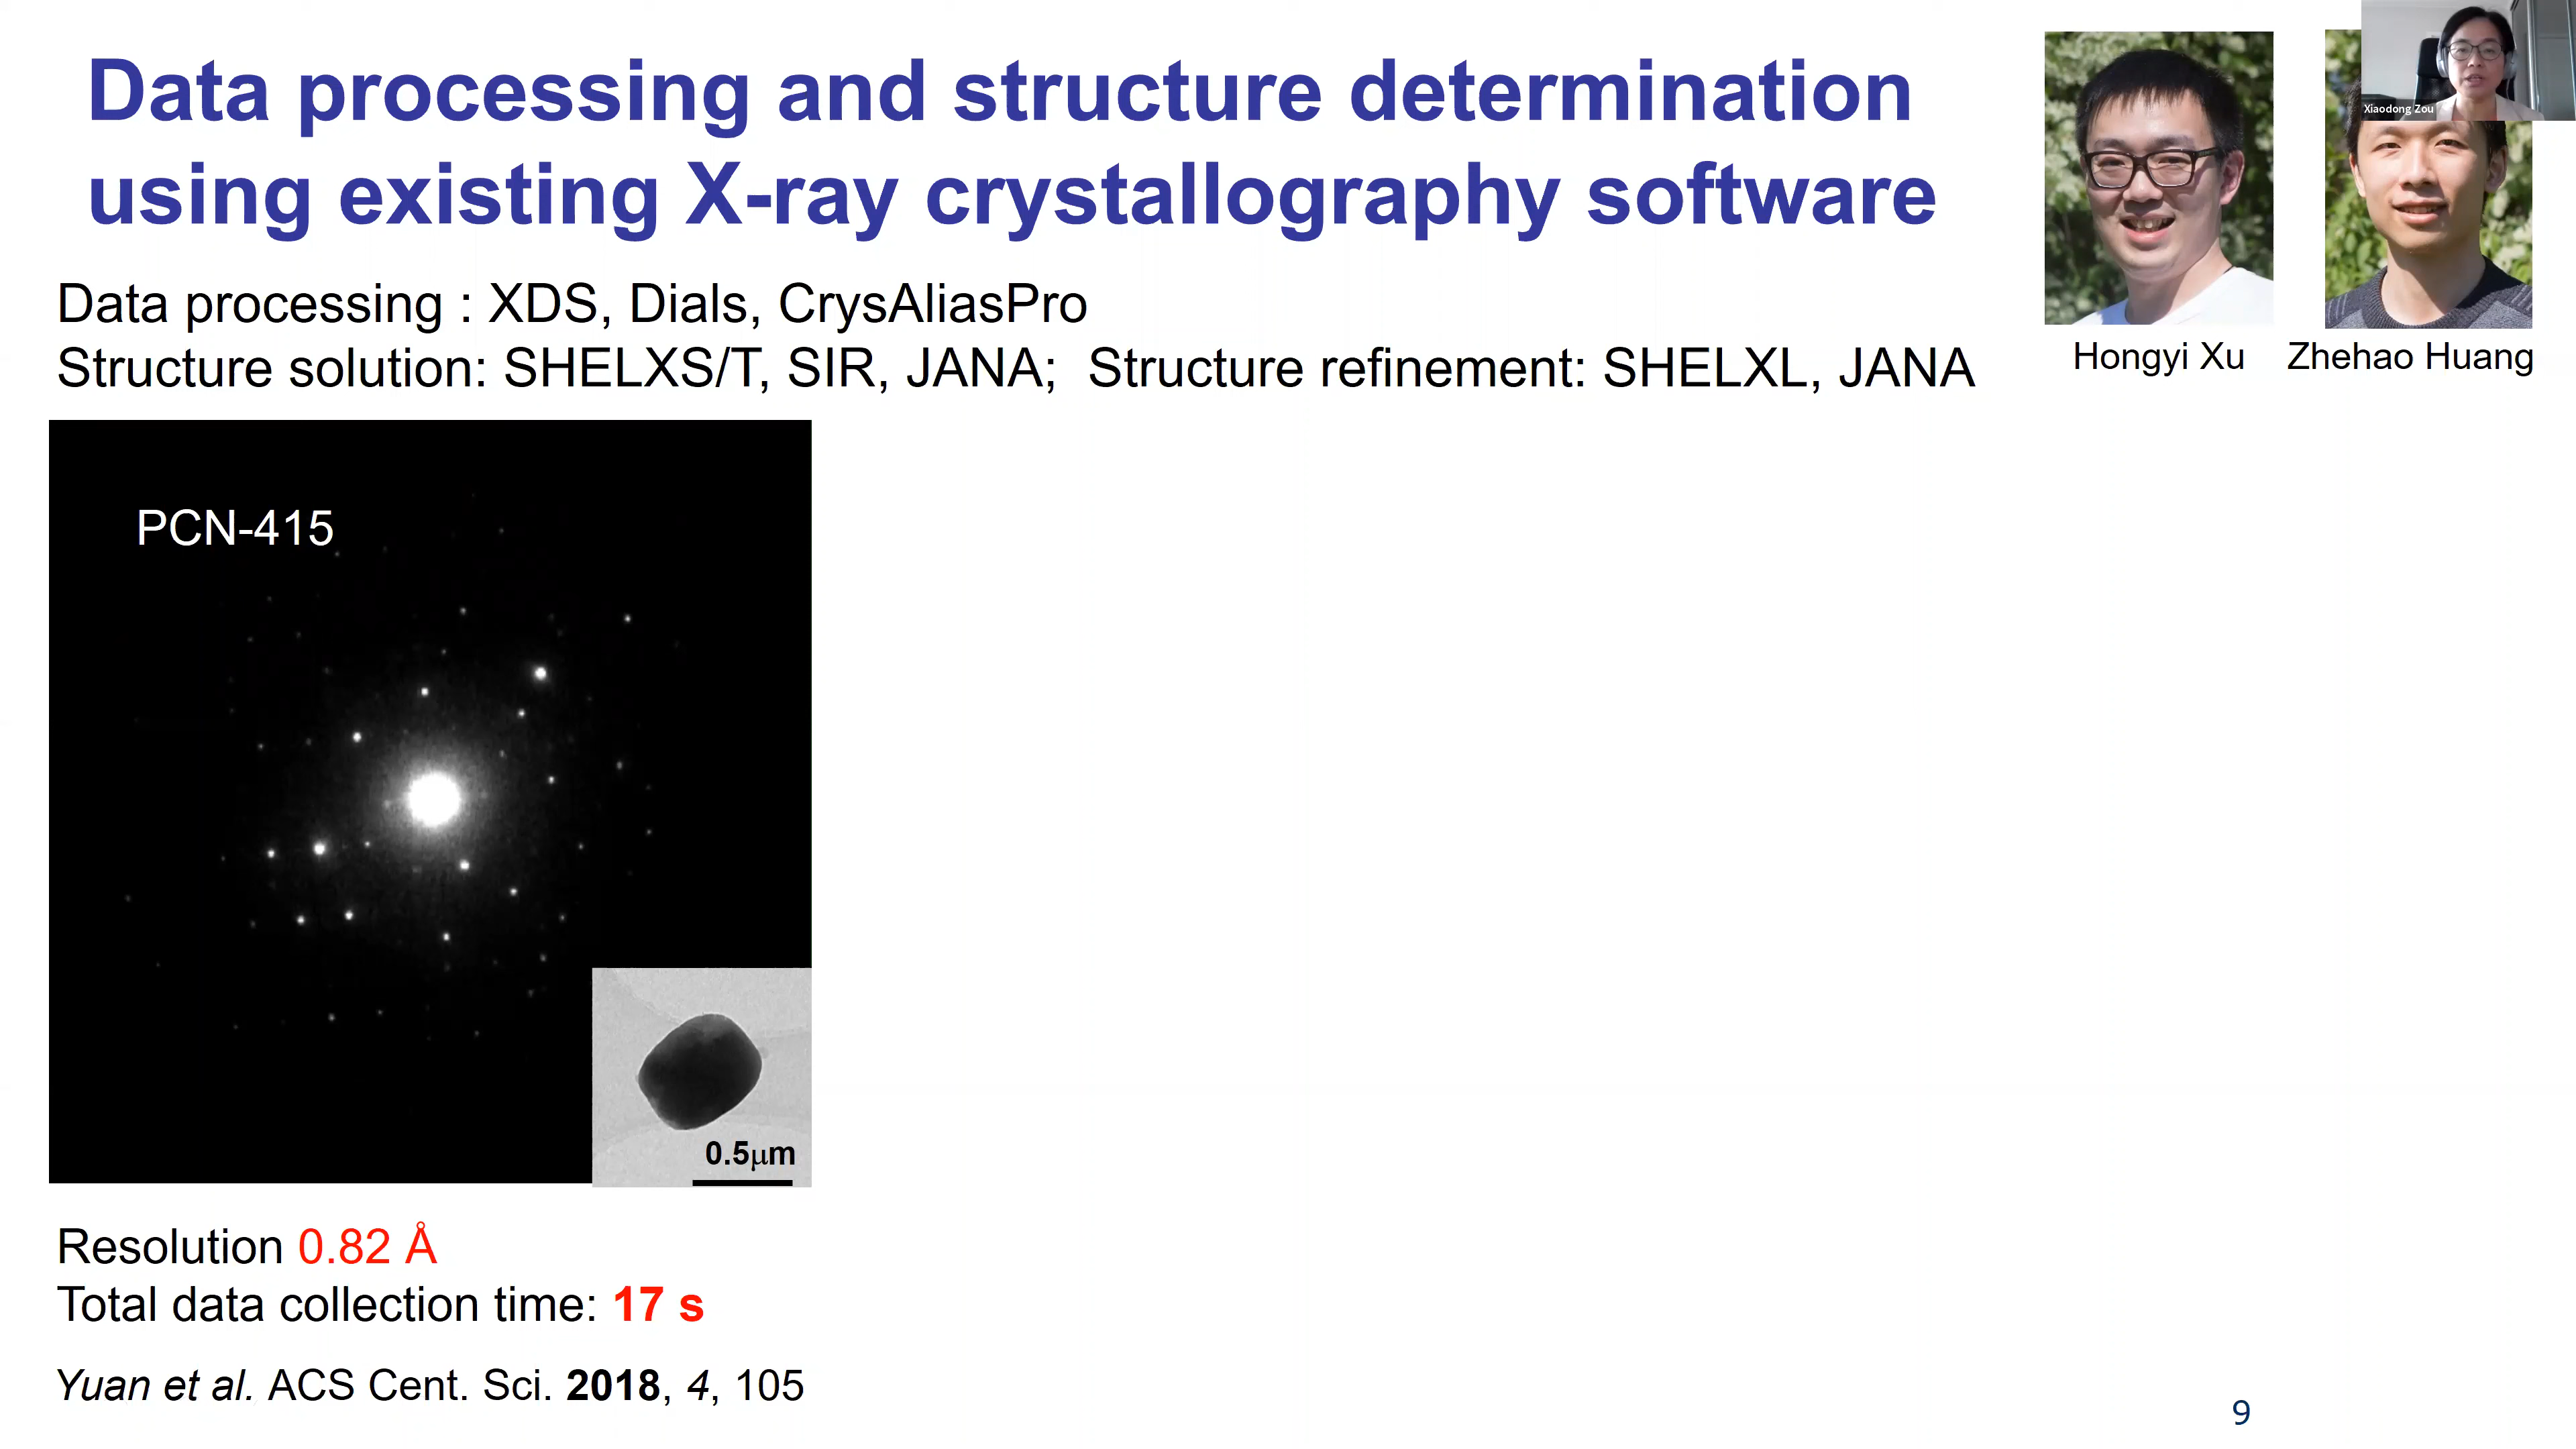 Data processing and structure determination
using existing X-ray crystallography software
Xiaodong Zou
Data processing : XDS, Dials, CrysAliasPro
Structure solution: SHELXS/T, SIR, JANA; Structure refinement: SHELXL, JANA
Hongyi Xu
Zhehao Huang
PCN-415
0.5μm
Resolution 0.82 Å
Total data collection time: 17 s
Yuan et al. ACS Cent. Sci. 2018, 4, 105
9